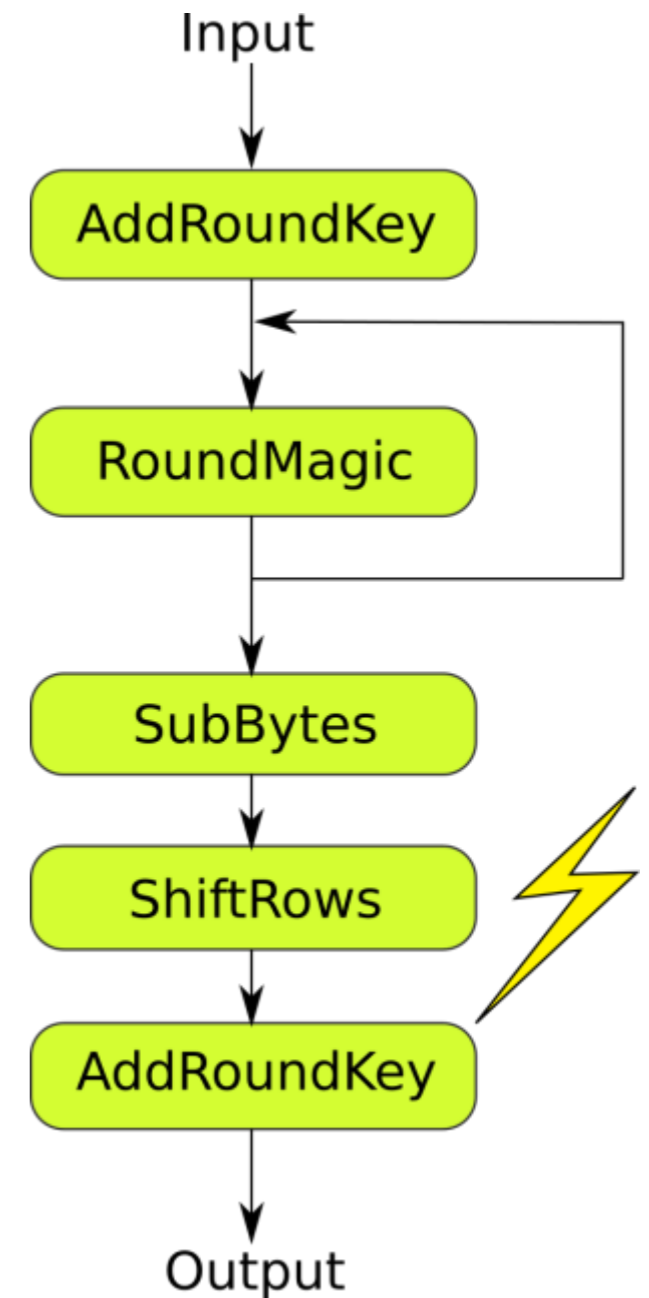 Input
AddRoundKey
RoundMagic
SubBytes
ShiftRows
AddRoundKey
Output